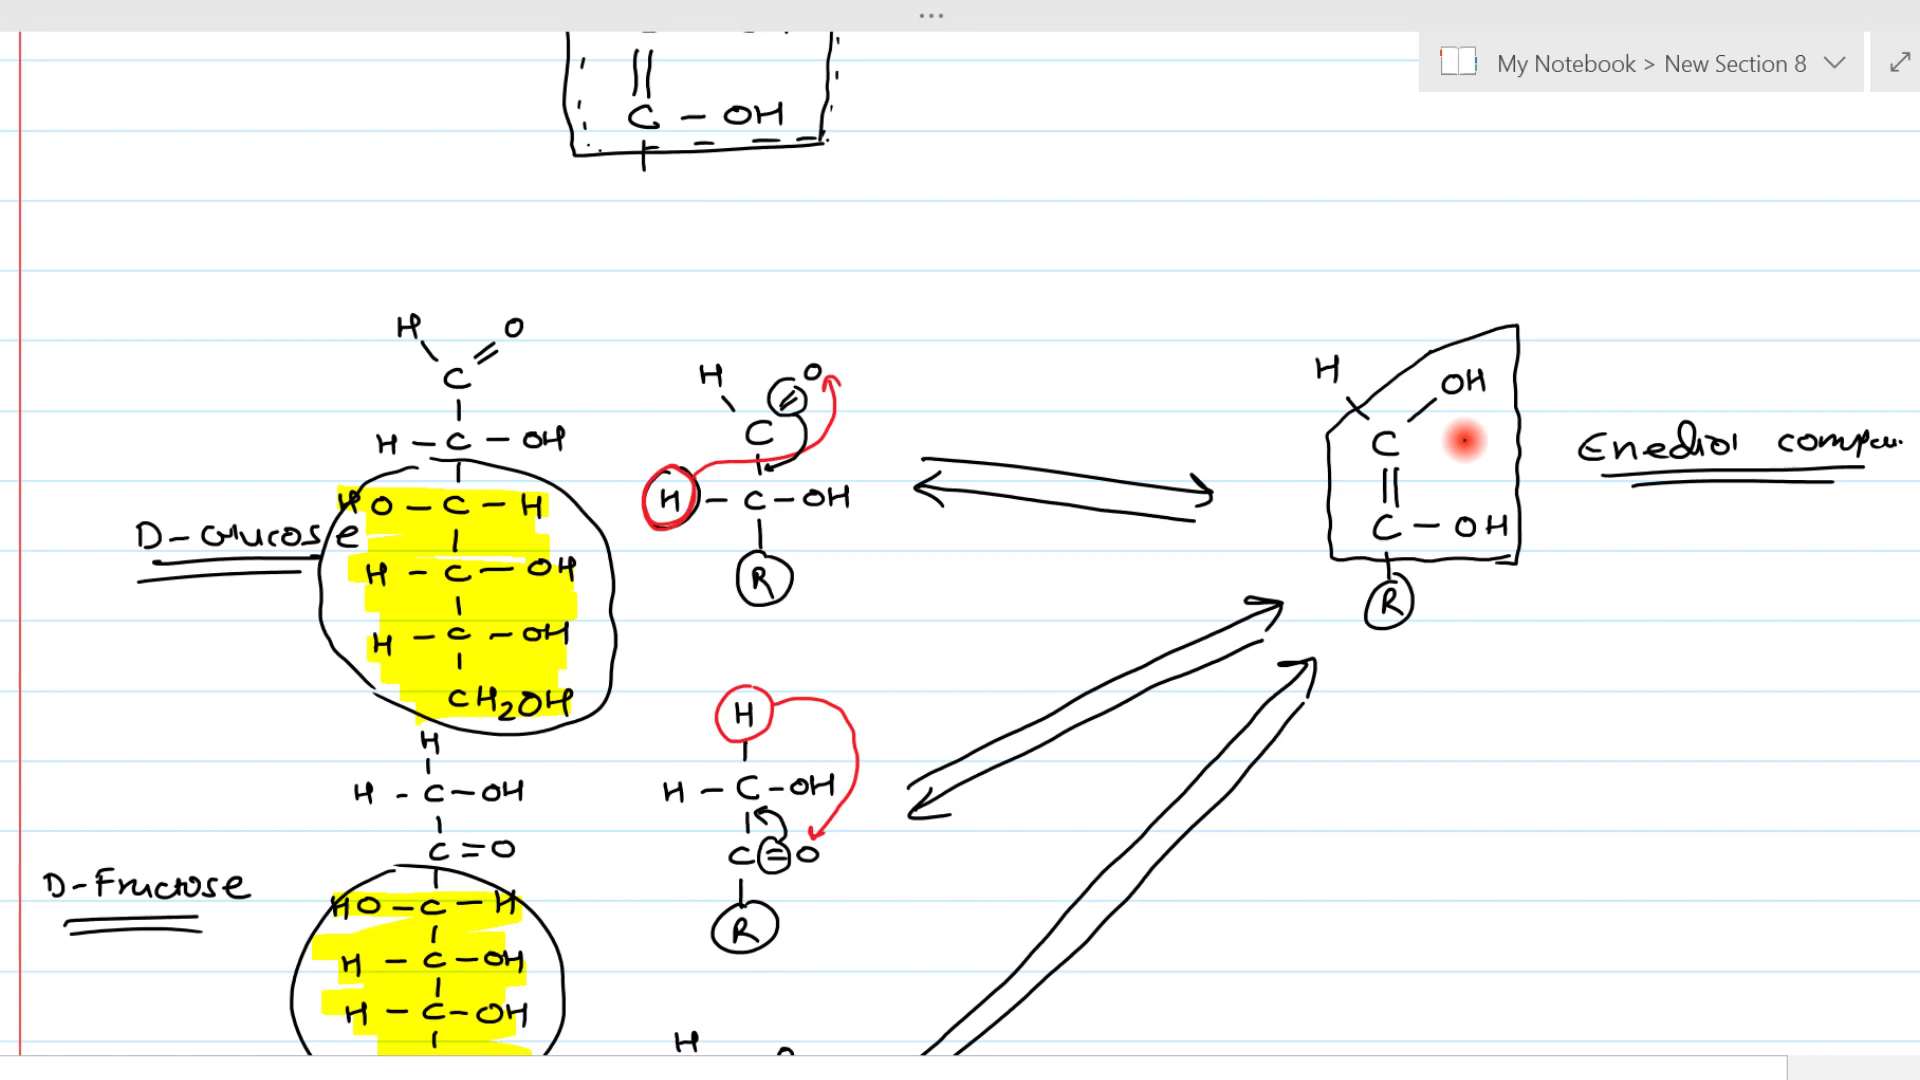 My Notebook > New Section 8
C - OH
H O
C
H - C - OH
HO - C - H
D-Glucose
H - C - OH
H - C - OH
CH2OH
H O
C
H - C - OH
R
H OH
C
C - OH
R
Enediol
H
H - C - OH
C = O
D-Fructose
HO - C - H
H - C - OH
H - C - OH
H
H - C - OH
C = O
R
H